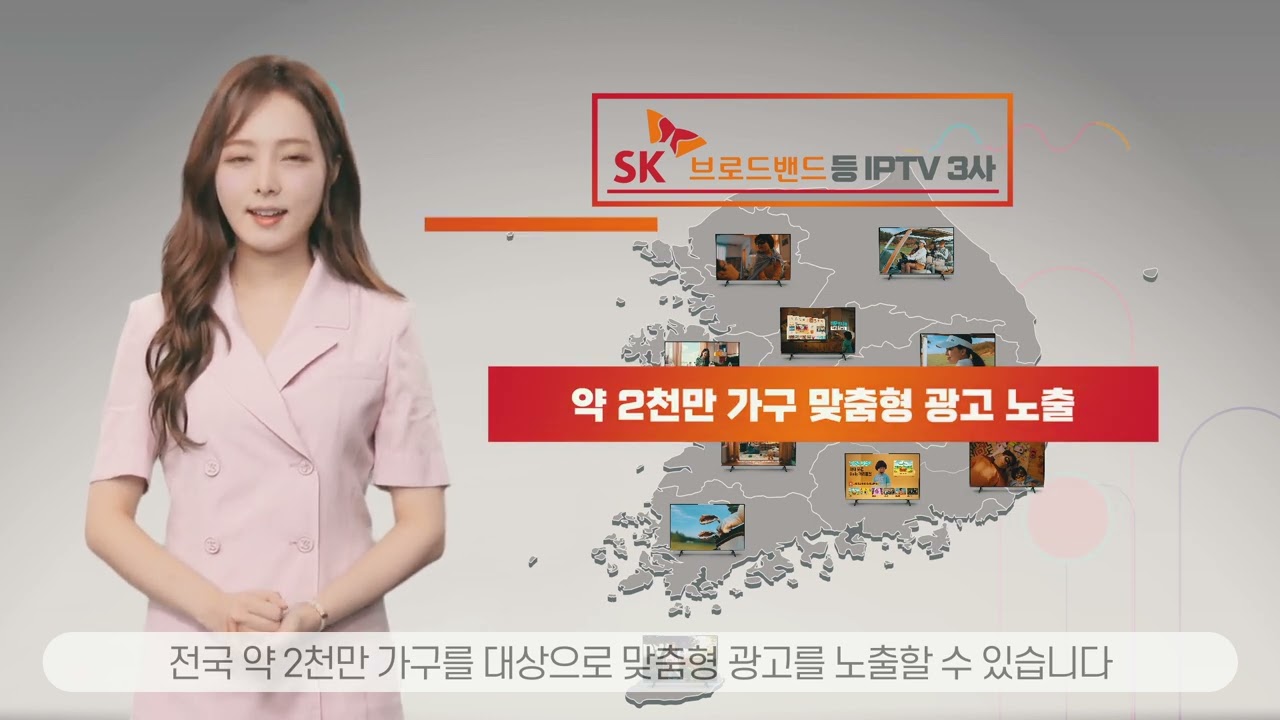 SK 브로드밴드 등 IPTV 3사
약 2천만 가구 맞춤형 광고 노출
전국 약 2천만 가구를 대상으로 맞춤형 광고를 노출할 수 있습니다